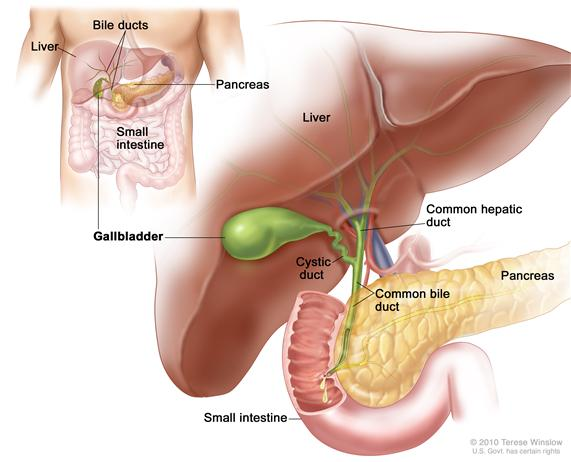 Bile ducts
Liver
Pancreas
Small
intestine
Gallbladder
Liver
Common hepatic
duct
Cystic
duct
Pancreas
Common bile
duct
Small intestine
© 2010 Terese Winslow
U.S. Govt. has certain rights